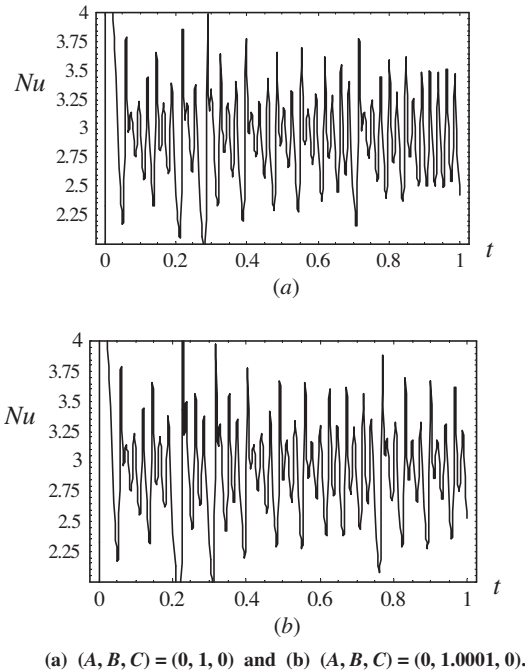 4
3.75
3.5
Nu
3.25
3
2.75
2.5
2.25
0 0.2 0.4 0.6 0.8 1
t
(a)
4
3.75
3.5
Nu
3.25
3
2.75
2.5
2.25
0 0.2 0.4 0.6 0.8 1
t
(b)
(a) (A, B, C) = (0, 1, 0) and (b) (A, B, C) = (0, 1.0001, 0).